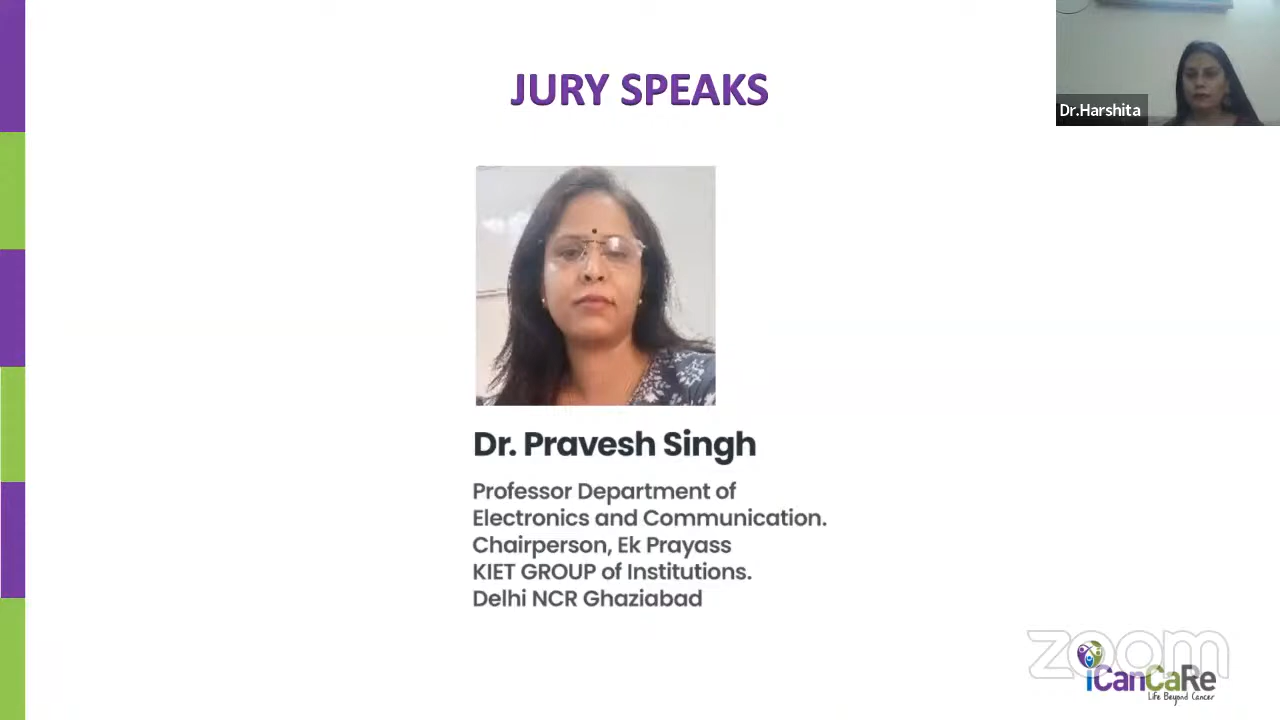 JURY SPEAKS
Dr.Harshita
Dr. Pravesh Singh
Professor Department of
Electronics and Communication.
Chairperson, Ek Prayass
KIET GROUP of Institutions.
Delhi NCR Ghaziabad
zoom
iCanCaRe
Life Beyond Cancer